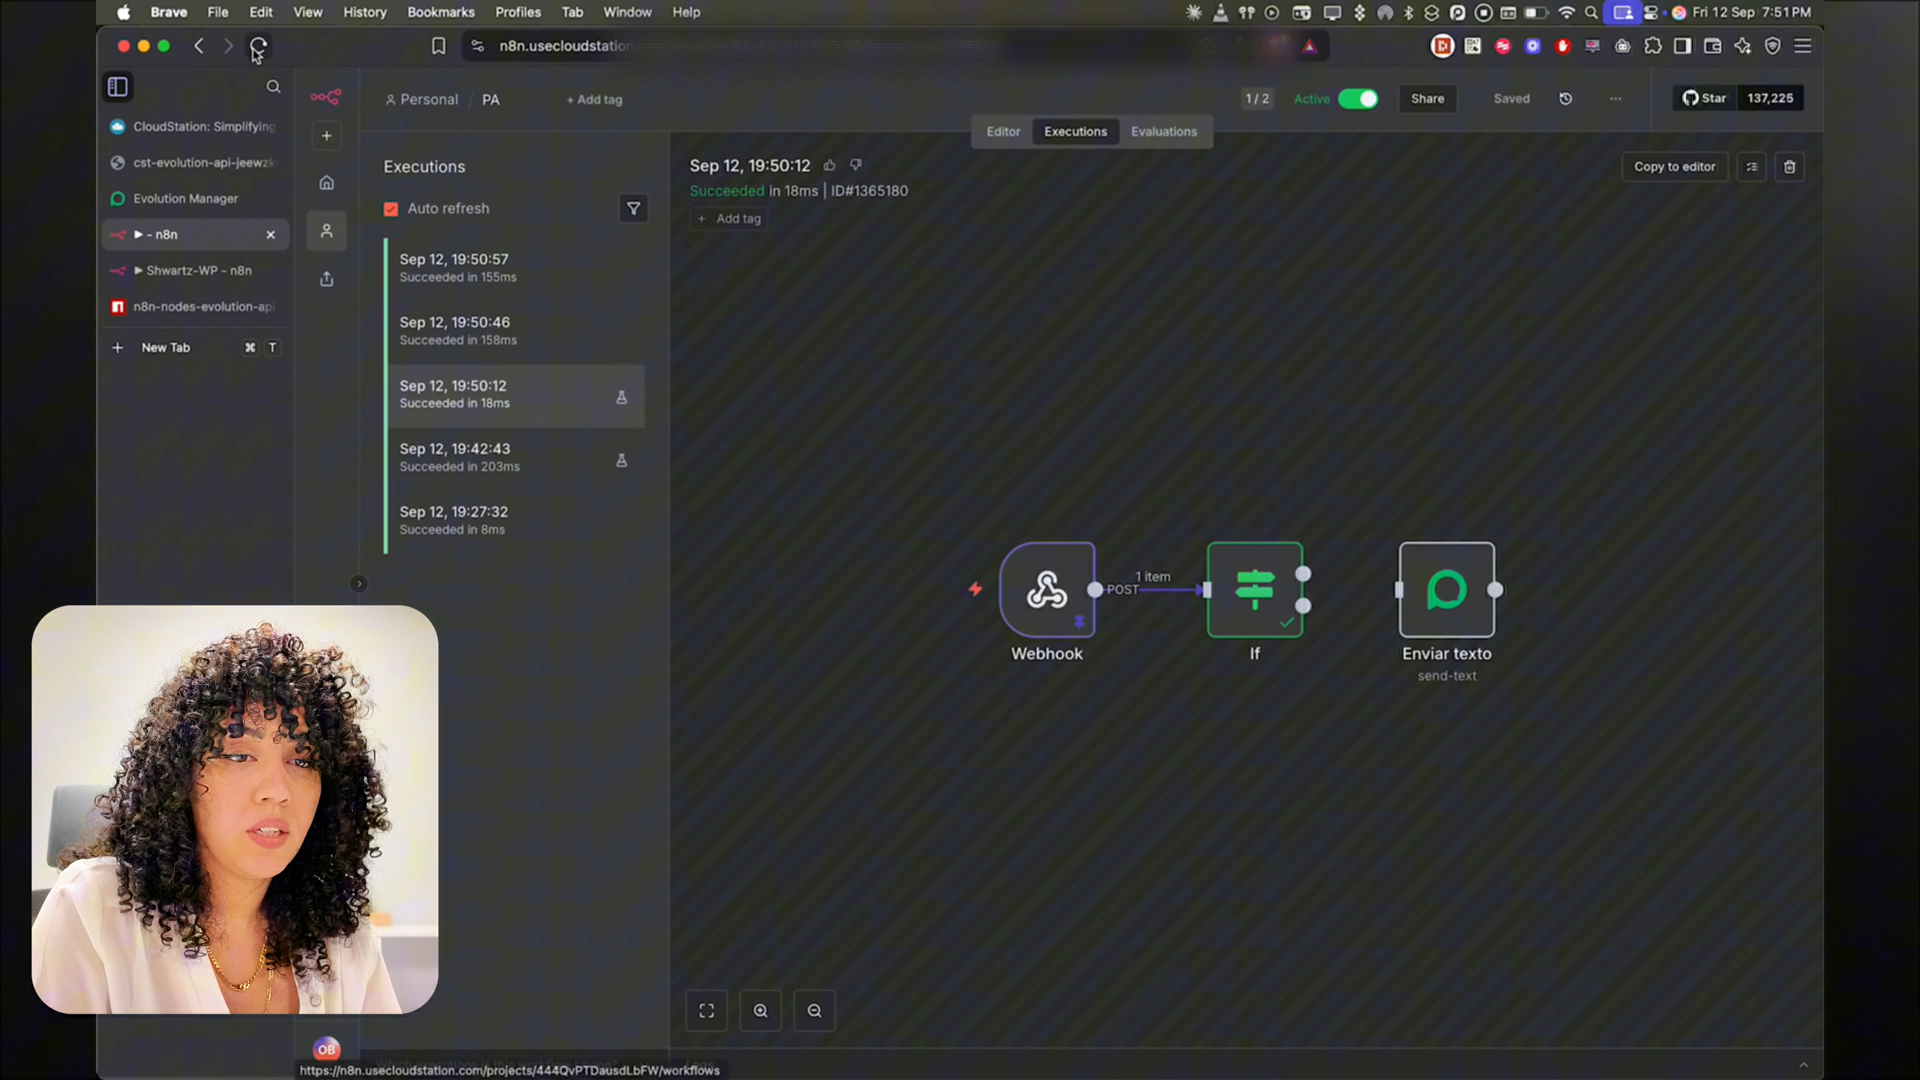 Brave File Edit View History Bookmarks Profiles Tab Window Help
Fri 12 Sep 7:51 PM
n8n.usecloudstation
CloudStation: Simplifying
cst-evolution-api-jeewzk
Evolution Manager
▶ - n8n
▶ Shwartz-WP - n8n
n8n-nodes-evolution-api
+ New Tab ⌘ T
Personal / PA + Add tag
1 / 2 Active Share Saved ... Star 137,225
Editor Executions Evaluations
Executions
Auto refresh
Sep 12, 19:50:57
Succeeded in 155ms
Sep 12, 19:50:46
Succeeded in 158ms
Sep 12, 19:50:12
Succeeded in 18ms
Sep 12, 19:42:43
Succeeded in 203ms
Sep 12, 19:27:32
Succeeded in 8ms
Sep 12, 19:50:12
Succeeded in 18ms | ID#1365180
+ Add tag
Copy to editor
1 item
POST
Webhook
If
Enviar texto
send-text
OB
https://n8n.usecloudstation.com/projects/444QvPTDausdLbFW/workflows